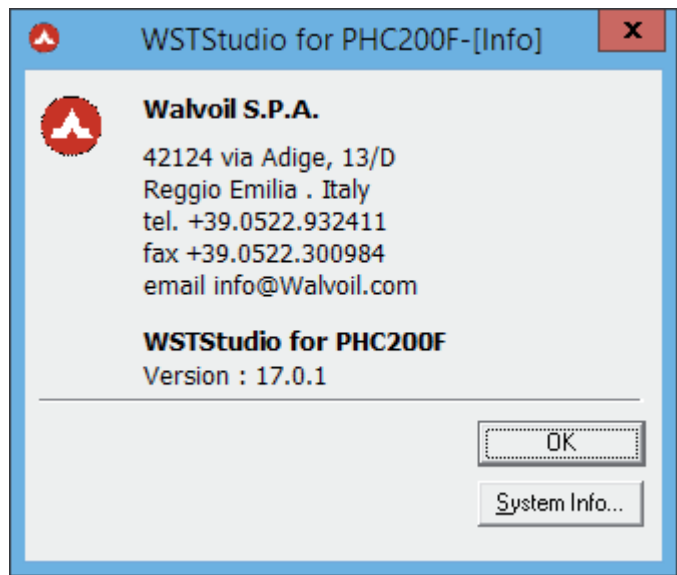 WSTStudio for PHC200F-[Info]
x
Walvoil S.P.A.
42124 via Adige, 13/D
Reggio Emilia . Italy
tel. +39.0522.932411
fax +39.0522.300984
email info@Walvoil.com
WSTStudio for PHC200F
Version : 17.0.1
OK
System Info...